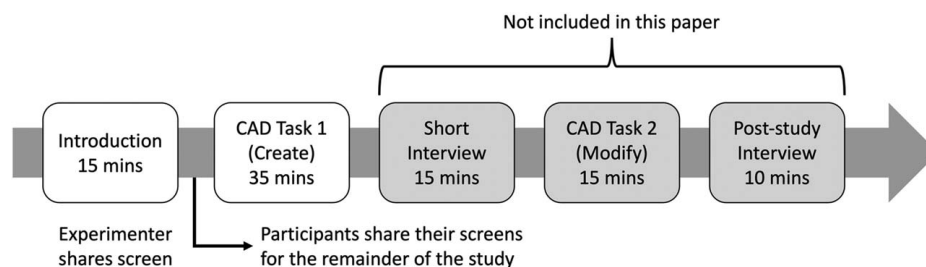 Not included in this paper
Introduction
15 mins
CAD Task 1
(Create)
35 mins
Short
Interview
15 mins
CAD Task 2
(Modify)
15 mins
Post-study
Interview
10 mins
Experimenter
shares screen
Participants share their screens
for the remainder of the study